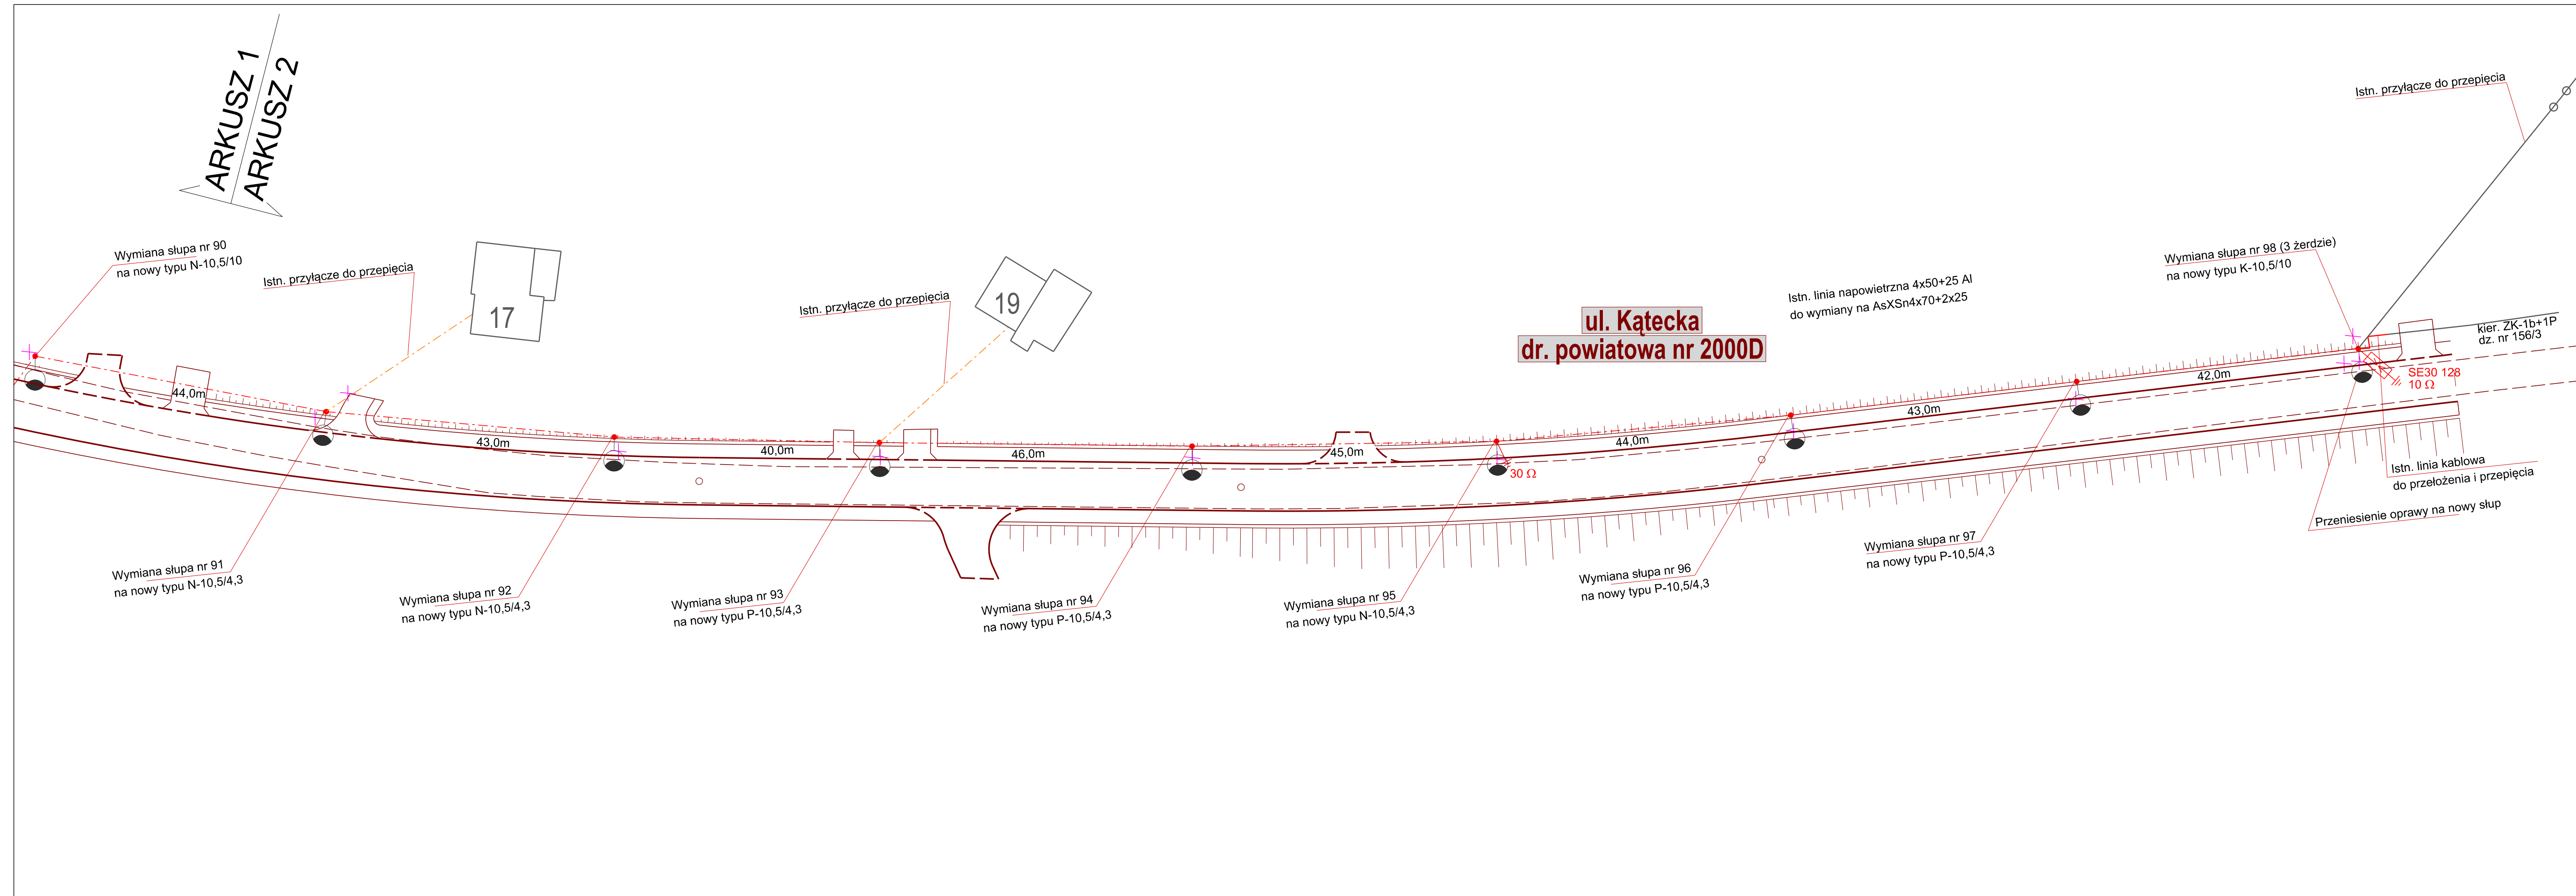 ARKUSZ 1
ARKUSZ 2
Istn. przyłącze do przepięcia
Wymiana słupa nr 90
na nowy typu N-10,5/10
Istn. przyłącze do przepięcia
17
Istn. przyłącze do przepięcia
19
ul. Kątecka
dr. powiatowa nr 2000D
Istn. linia napowietrzna 4x50+25 Al
do wymiany na AsXSn4x70+2x25
Wymiana słupa nr 98 (3 żerdzie)
na nowy typu K-10,5/10
kier. ZK-1b+1P
dz. nr 156/3
SE30 128
10 Ω
44,0m
43,0m
40,0m
46,0m
45,0m
44,0m
43,0m
42,0m
30 Ω
Istn. linia kablowa
do przełożenia i przepięcia
Przeniesienie oprawy na nowy słup
Wymiana słupa nr 91
na nowy typu N-10,5/4,3
Wymiana słupa nr 92
na nowy typu N-10,5/4,3
Wymiana słupa nr 93
na nowy typu P-10,5/4,3
Wymiana słupa nr 94
na nowy typu P-10,5/4,3
Wymiana słupa nr 95
na nowy typu N-10,5/4,3
Wymiana słupa nr 96
na nowy typu P-10,5/4,3
Wymiana słupa nr 97
na nowy typu P-10,5/4,3